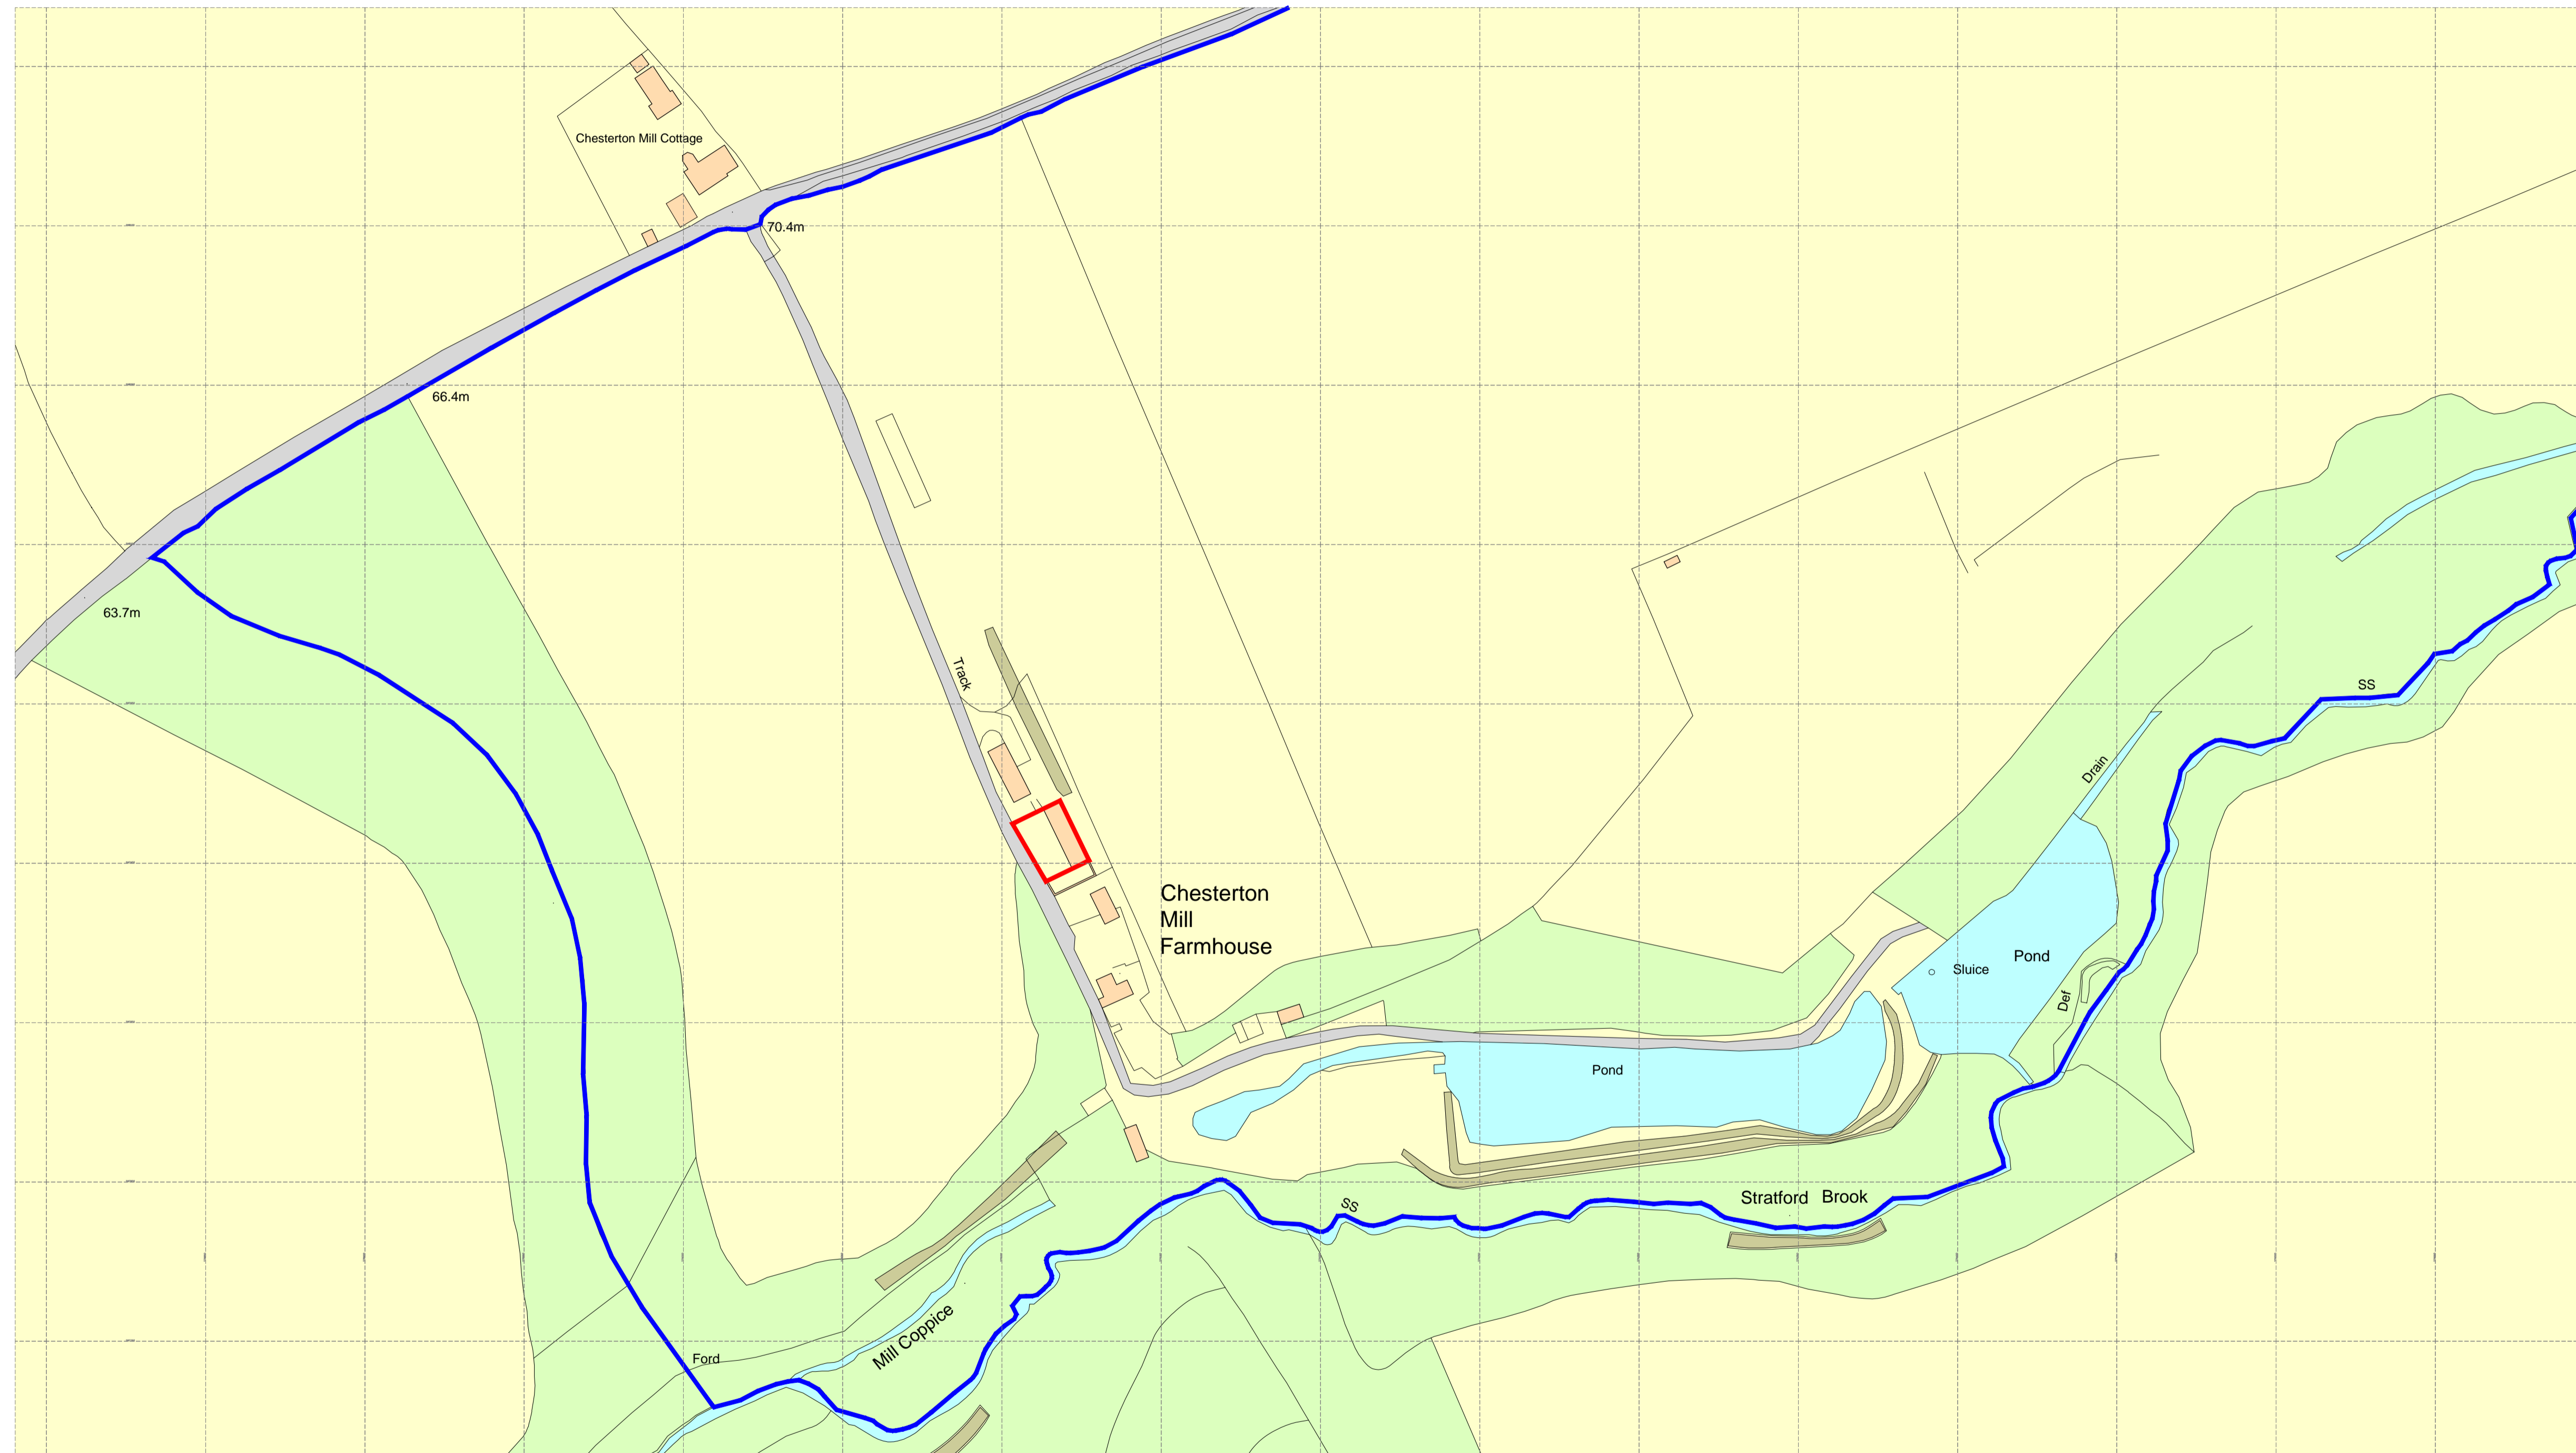 Chesterton Mill Cottage
70.4m
66.4m
63.7m
Track
SS
Drain
Chesterton
Mill
Farmhouse
Pond
Sluice
Def
Pond
SS
Stratford Brook
Mill Coppice
Ford